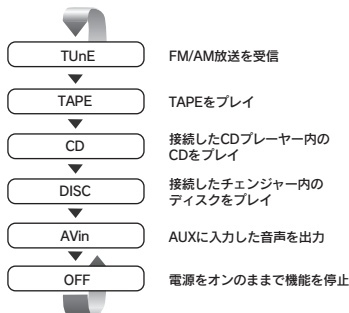 TUnE
FM/AM放送を受信
TAPE
TAPEをプレイ
CD
接続したCDプレーヤー内の
CDをプレイ
DISC
接続したチェンジャー内の
ディスクをプレイ
AVin
AUXに入力した音声を出力
OFF
電源をオンのままで機能を停止